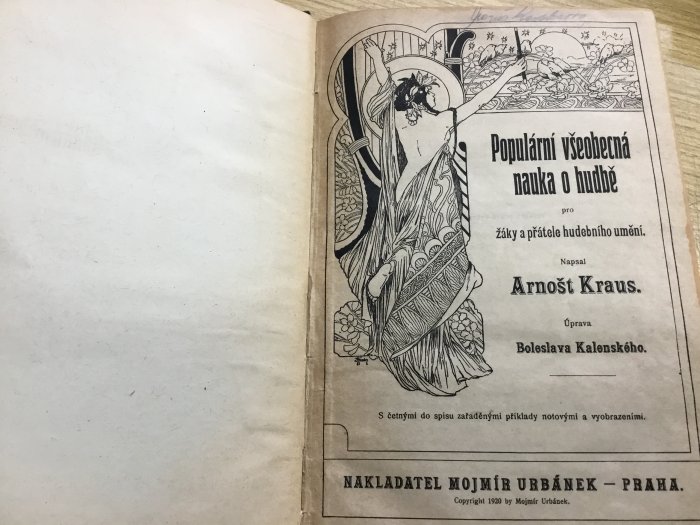 Populární všeobecná
nauka o hudbě
pro
žáky a přátele hudebního umění.
Napsal
Arnošt Kraus.
Úprava
Boleslava Kalenského.
S četnými do spisu zařaděnými příklady notovými a vyobrazeními.
NAKLADATEL MOJMÍR URBÁNEK — PRAHA.
Copyright 1920 by Mojmír Urbánek.